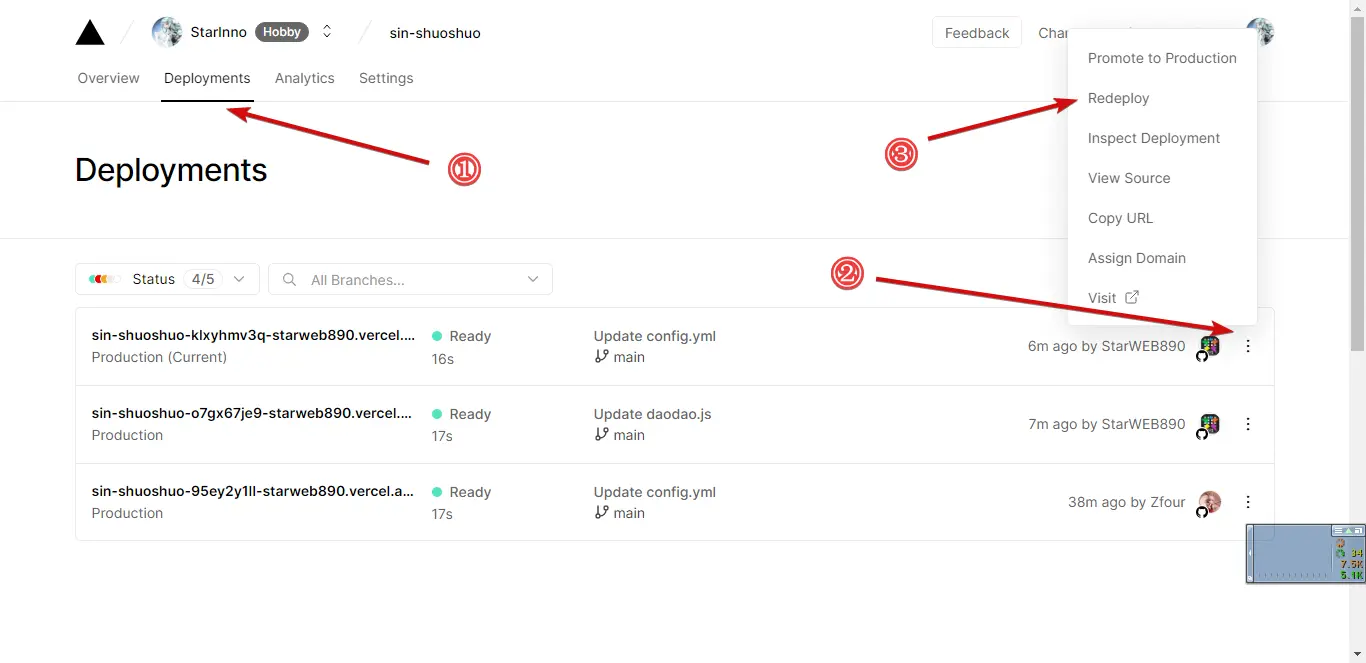 StarInno Hobby sin-shuoshuo Feedback
Overview Deployments Analytics Settings
Promote to Production
Redeploy
Inspect Deployment
View Source
Copy URL
Assign Domain
Visit
①
③
②
Deployments
Status 4/5 All Branches...
sin-shuoshuo-klxyhmv3q-starweb890.vercel.... Ready Update config.yml
Production (Current) 16s main
6m ago by StarWEB890
sin-shuoshuo-o7gx67je9-starweb890.vercel.... Ready Update daodao.js
Production 17s main
7m ago by StarWEB890
sin-shuoshuo-95ey2y1ll-starweb890.vercel.a... Ready Update config.yml
Production 17s main
38m ago by Zfour
34
7.5K
5.1K